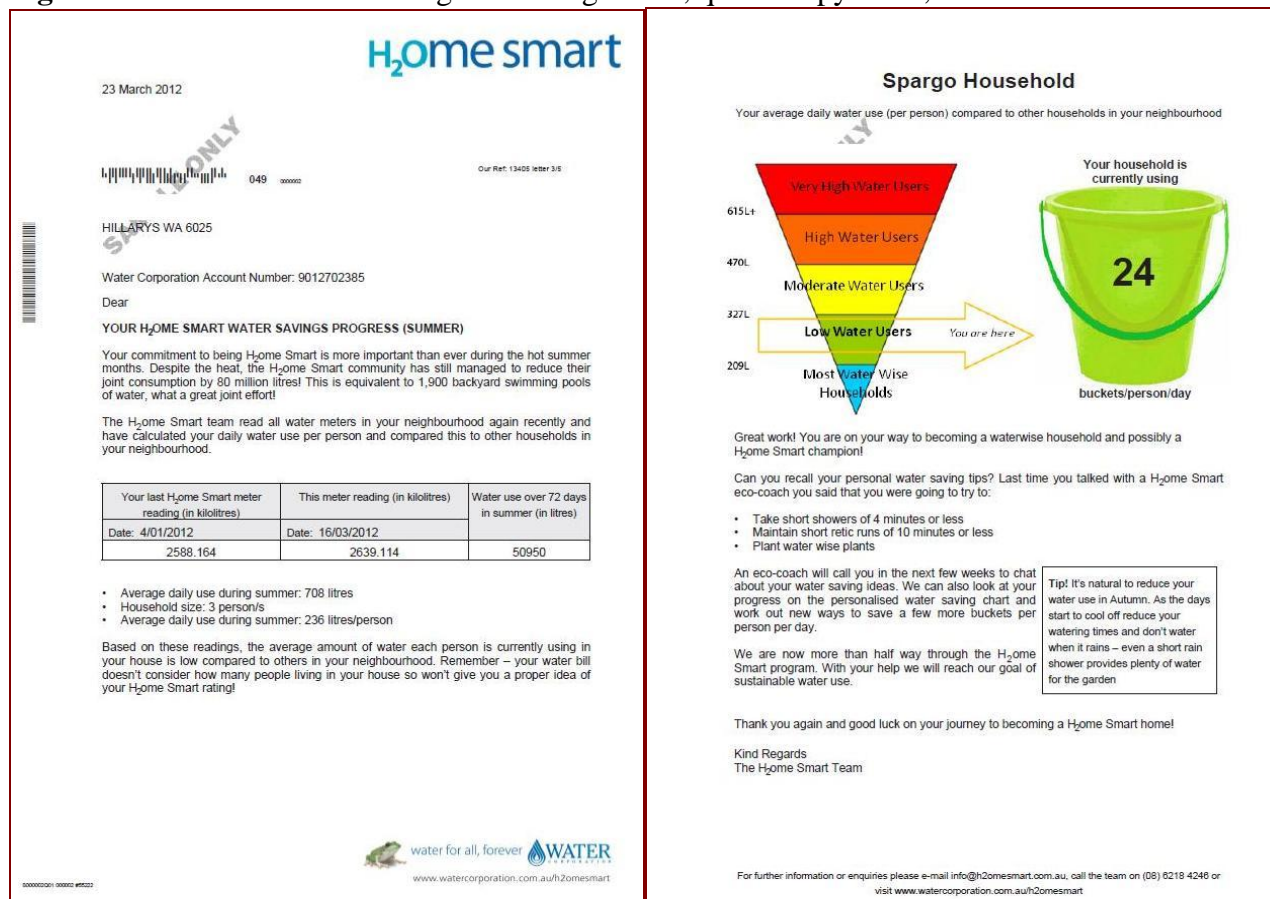 H₂ome smart
23 March 2012
SAMPLE ONLY
049 0000002
Our Ref: 13405 letter 3/5
HILLARYS WA 6025
Water Corporation Account Number: 9012702385
Dear
YOUR H₂OME SMART WATER SAVINGS PROGRESS (SUMMER)
Your commitment to being H₂ome Smart is more important than ever during the hot summer
months. Despite the heat, the H₂ome Smart community has still managed to reduce their
joint consumption by 80 million litres! This is equivalent to 1,900 backyard swimming pools
of water, what a great joint effort!
The H₂ome Smart team read all water meters in your neighbourhood again recently and
have calculated your daily water use per person and compared this to other households in
your neighbourhood.
Your last H₂ome Smart meter
reading (in kilolitres)
This meter reading (in kilolitres)
Water use over 72 days
in summer (in litres)
Date: 4/01/2012
Date: 16/03/2012
2588.164
2639.114
50950
• Average daily use during summer: 708 litres
• Household size: 3 person/s
• Average daily use during summer: 236 litres/person
Based on these readings, the average amount of water each person is currently using in
your house is low compared to others in your neighbourhood. Remember – your water bill
doesn't consider how many people living in your house so won't give you a proper idea of
your H₂ome Smart rating!
water for all, forever
WATER
CORPORATION
www.watercorporation.com.au/h2omesmart
Spargo Household
Your average daily water use (per person) compared to other households in your neighbourhood
LY
Very High Water Users
615L+
High Water Users
470L
Moderate Water Users
327L
Low Water Users
You are here
209L
Most Water Wise
Households
Your household is
currently using
24
buckets/person/day
Great work! You are on your way to becoming a waterwise household and possibly a
H₂ome Smart champion!
Can you recall your personal water saving tips? Last time you talked with a H₂ome Smart
eco-coach you said that you were going to try to:
• Take short showers of 4 minutes or less
• Maintain short retic runs of 10 minutes or less
• Plant water wise plants
An eco-coach will call you in the next few weeks to chat
about your water saving ideas. We can also look at your
progress on the personalised water saving chart and
work out new ways to save a few more buckets per
person per day.
We are now more than half way through the H₂ome
Smart program. With your help we will reach our goal of
sustainable water use.
Tip! It's natural to reduce your
water use in Autumn. As the days
start to cool off reduce your
watering times and don't water
when it rains – even a short rain
shower provides plenty of water
for the garden
Thank you again and good luck on your journey to becoming a H₂ome Smart home!
Kind Regards
The H₂ome Smart Team
For further information or enquiries please e-mail info@h2omesmart.com.au, call the team on (08) 6218 4246 or
visit www.watercorporation.com.au/h2omesmart